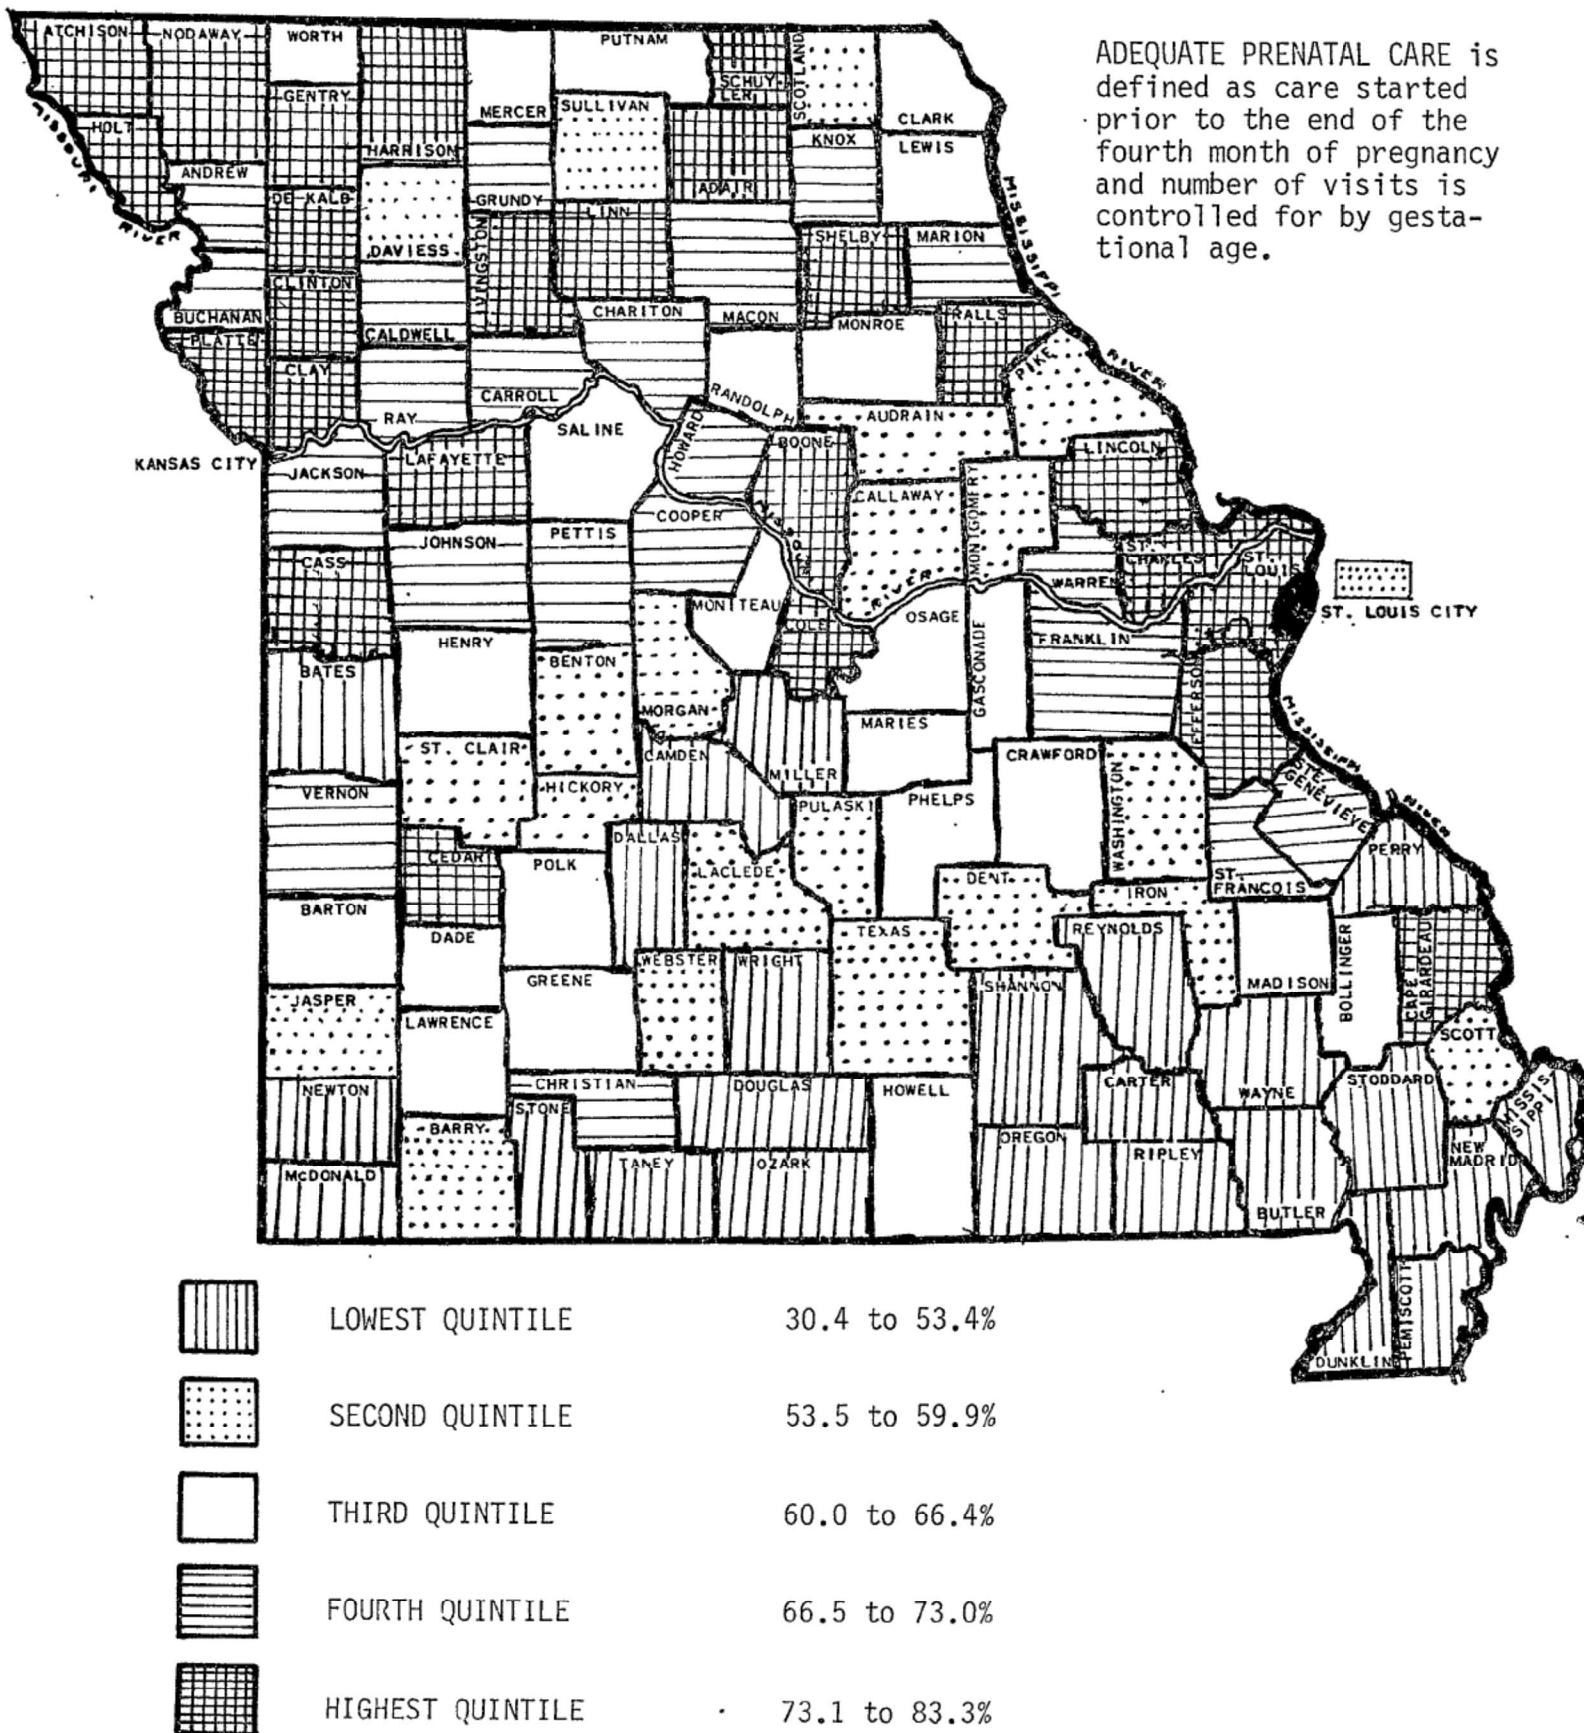 ADEQUATE PRENATAL CARE is
defined as care started
prior to the end of the
fourth month of pregnancy
and number of visits is
controlled for by gesta-
tional age.
ATCHISON
NODAWAY
WORTH
PUTNAM
SCHUY-
LER
SCOTLAND
CLARK
GENTRY
HARRISON
MERCER
SULLIVAN
HOLT
ANDREW
ADAIR
KNOX
LEWIS
MISSOURI
RIVER
DE KALB
DAVIESS
GRUNDY
LIVINGSTON
LINN
SHELBY
MARION
MISSISSIPPI
RIVER
CLINTON
BUCHANAN
PLATTE
CALDWELL
CHARITON
MACON
MONROE
RALLS
PIKE
CLAY
RAY
CARROLL
RANDOLPH
AUDRAIN
KANSAS CITY
JACKSON
LAFAYETTE
SALINE
HOWARD
BOONE
LINCOLN
CALLAWAY
MONTGOMERY
COOPER
JOHNSON
PETTIS
CASS
ST.
CHARLES
ST.
LOUIS
WARREN
ST. LOUIS CITY
RIVER
MONITEAU
COLE
OSAGE
GASCONADE
FRANKLIN
JEFFERSON
HENRY
BATES
BENTON
MORGAN
MARIES
CRAWFORD
WASHINGTON
MISSISSIPPI
RIVER
ST. CLAIR
CAMDEN
MILLER
HICKORY
PULASKI
PHELPS
STE.
GENEVIEVE
VERNON
CEDAR
POLK
DALLAS
LACLEDE
DENT
IRON
ST.
FRANCOIS
PERRY
BARTON
DADE
TEXAS
REYNOLDS
BOLLINGER
CAPE
GIRARDEAU
GREENE
WEBSTER
WRIGHT
SHANNON
MADISON
JASPER
LAWRENCE
SCOTT
NEWTON
CHRISTIAN
DOUGLAS
HOWELL
CARTER
WAYNE
STODDARD
MISSIS
SIPPI
STONE
BARRY
TANEY
OZARK
OREGON
RIPLEY
NEW
MADRID
McDONALD
BUTLER
DUNKLIN
PEMISCOTT
LOWEST QUINTILE 30.4 to 53.4%
SECOND QUINTILE 53.5 to 59.9%
THIRD QUINTILE 60.0 to 66.4%
FOURTH QUINTILE 66.5 to 73.0%
HIGHEST QUINTILE 73.1 to 83.3%